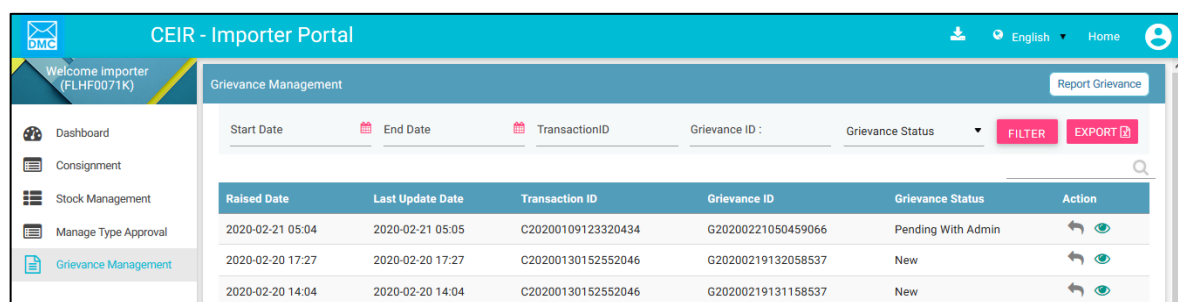 DMC
CEIR - Importer Portal
English
Home
Welcome importer
(FLHF0071K)
Dashboard
Consignment
Stock Management
Manage Type Approval
Grievance Management
Grievance Management
Report Grievance
Start Date
End Date
TransactionID
Grievance ID :
Grievance Status
FILTER
EXPORT
Raised Date Last Update Date Transaction ID Grievance ID Grievance Status Action
2020-02-21 05:04 2020-02-21 05:05 C20200109123320434 G20200221050459066 Pending With Admin
2020-02-20 17:27 2020-02-20 17:27 C20200130152552046 G20200219132058537 New
2020-02-20 14:04 2020-02-20 14:04 C20200130152552046 G20200219131158537 New